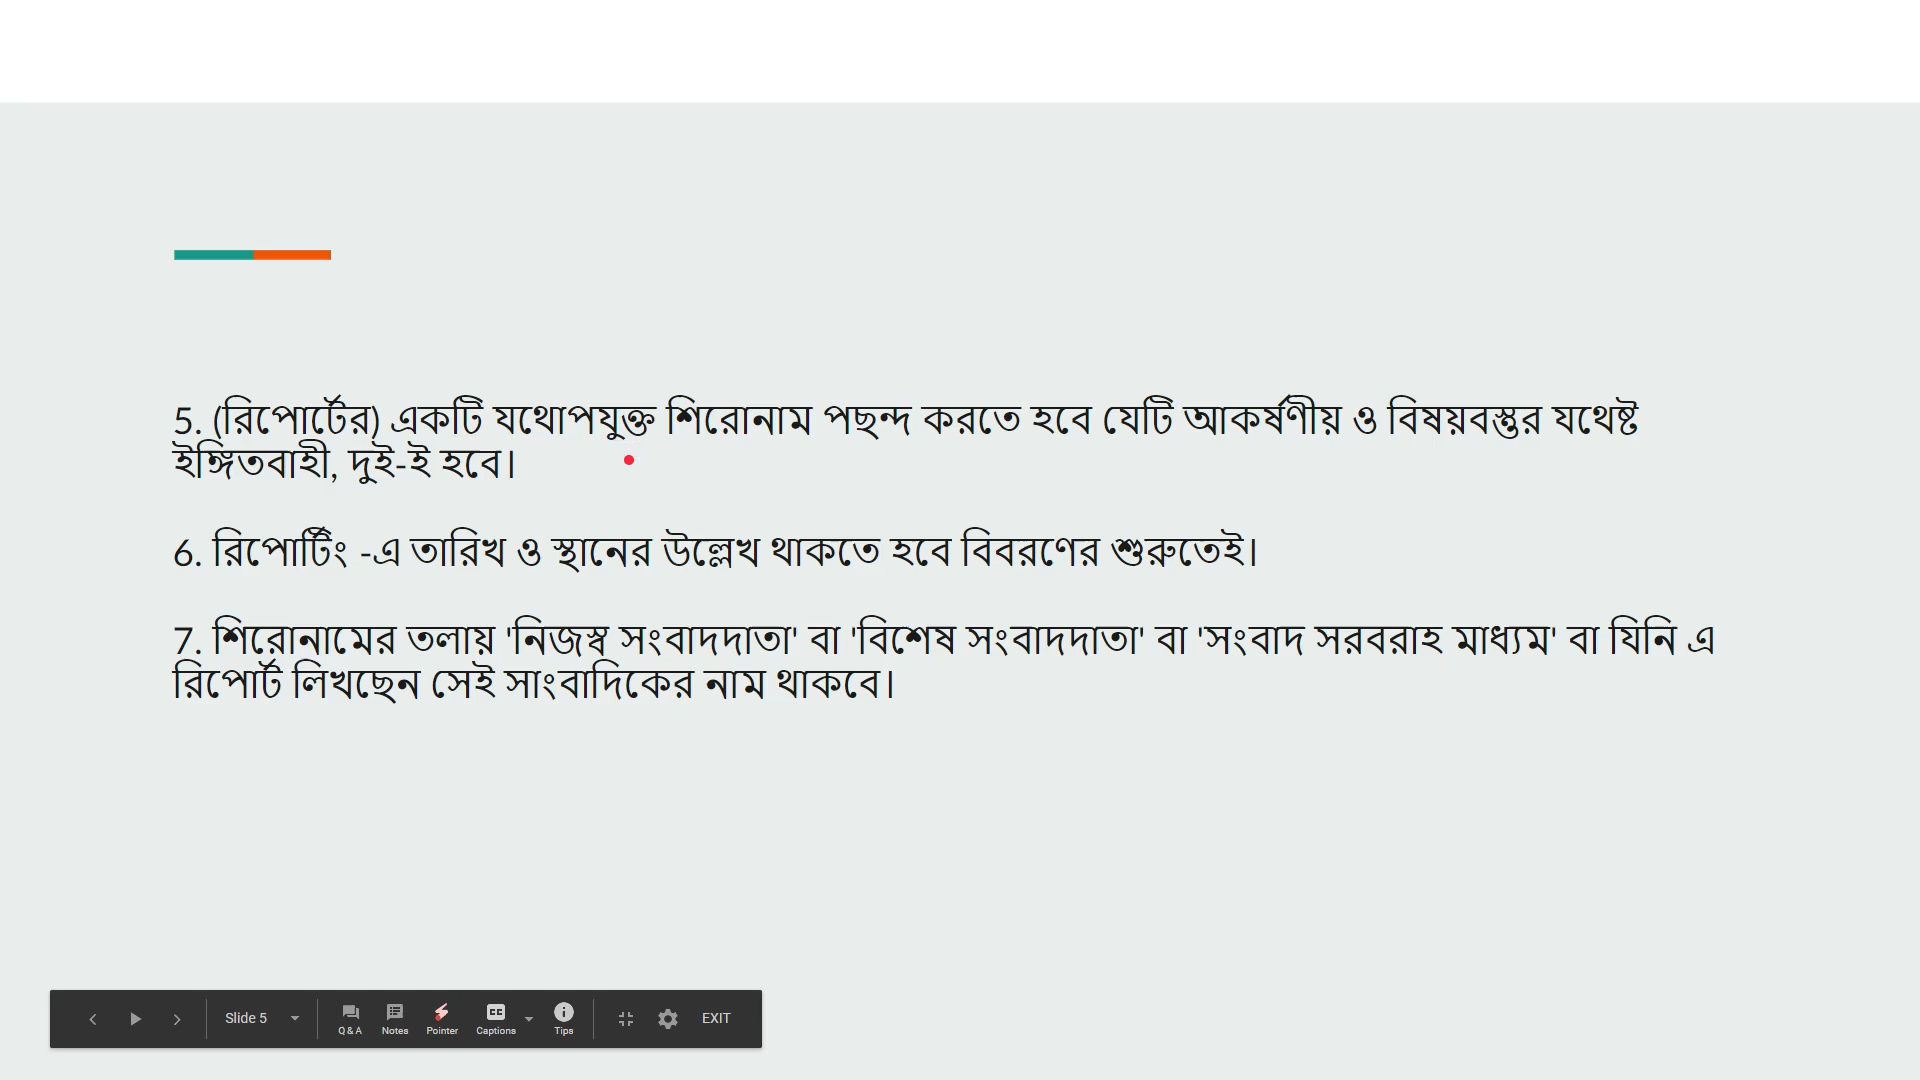 5. (রিপোর্টের) একটি যথোপযুক্ত শিরোনাম পছন্দ করতে হবে যেটি আকর্ষণীয় ও বিষয়বস্তুর যথেষ্ট
ইঙ্গিতবাহী, দুই-ই হবে।
6. রিপোর্টিং -এ তারিখ ও স্থানের উল্লেখ থাকতে হবে বিবরণের শুরুতেই।
7. শিরোনামের তলায় 'নিজস্ব সংবাদদাতা' বা 'বিশেষ সংবাদদাতা' বা 'সংবাদ সরবরাহ মাধ্যম' বা যিনি এ
রিপোর্ট লিখছেন সেই সাংবাদিকের নাম থাকবে।
Slide 5
Q & A Notes Pointer Captions Tips
EXIT